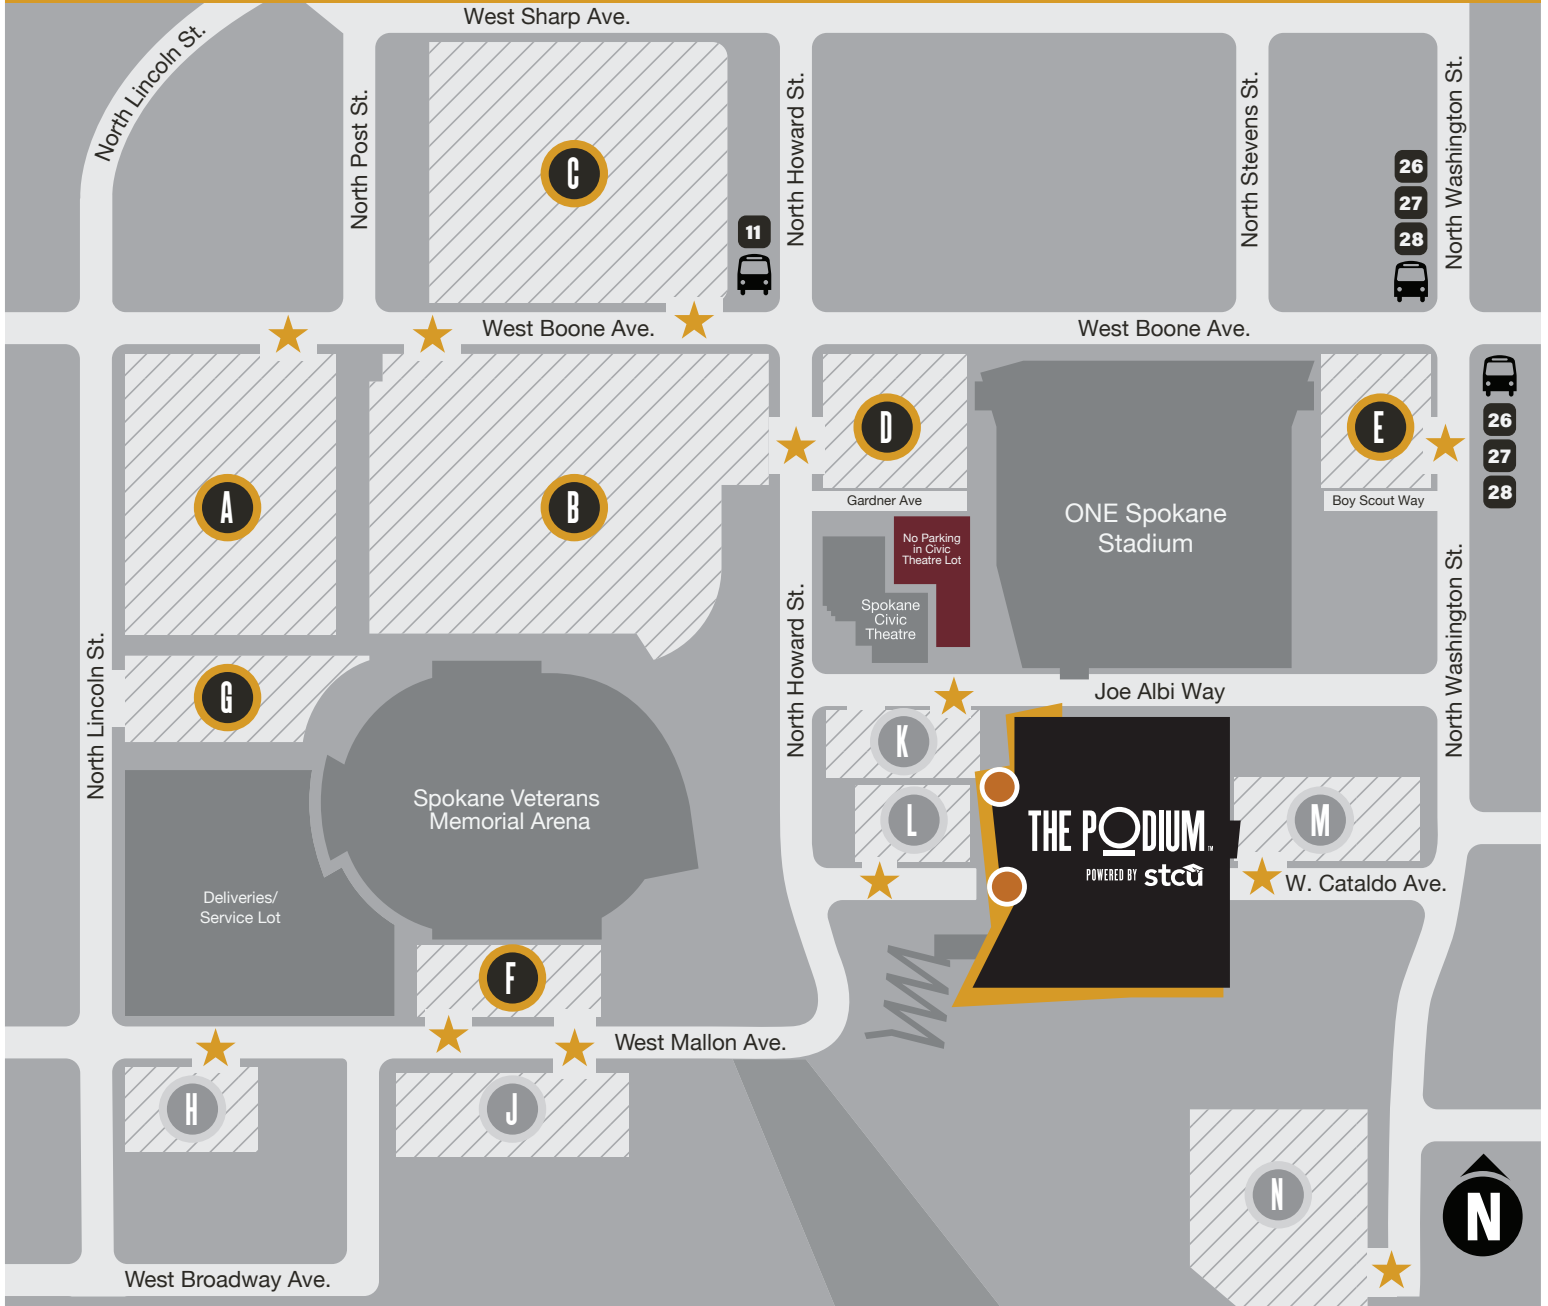 West Sharp Ave.
North Lincoln St.
North Post St.
C
North Howard St.
North Stevens St.
North Washington St.
11
26
27
28
West Boone Ave.
West Boone Ave.
A
B
D
E
26
27
28
Gardner Ave
Boy Scout Way
ONE Spokane
Stadium
No Parking
in Civic
Theatre Lot
Spokane
Civic
Theatre
North Lincoln St.
North Howard St.
North Washington St.
G
Joe Albi Way
K
L
M
Spokane Veterans
Memorial Arena
THE PODIUM™
POWERED BY stcu
W. Cataldo Ave.
Deliveries/
Service Lot
F
West Mallon Ave.
H
J
N
N
West Broadway Ave.